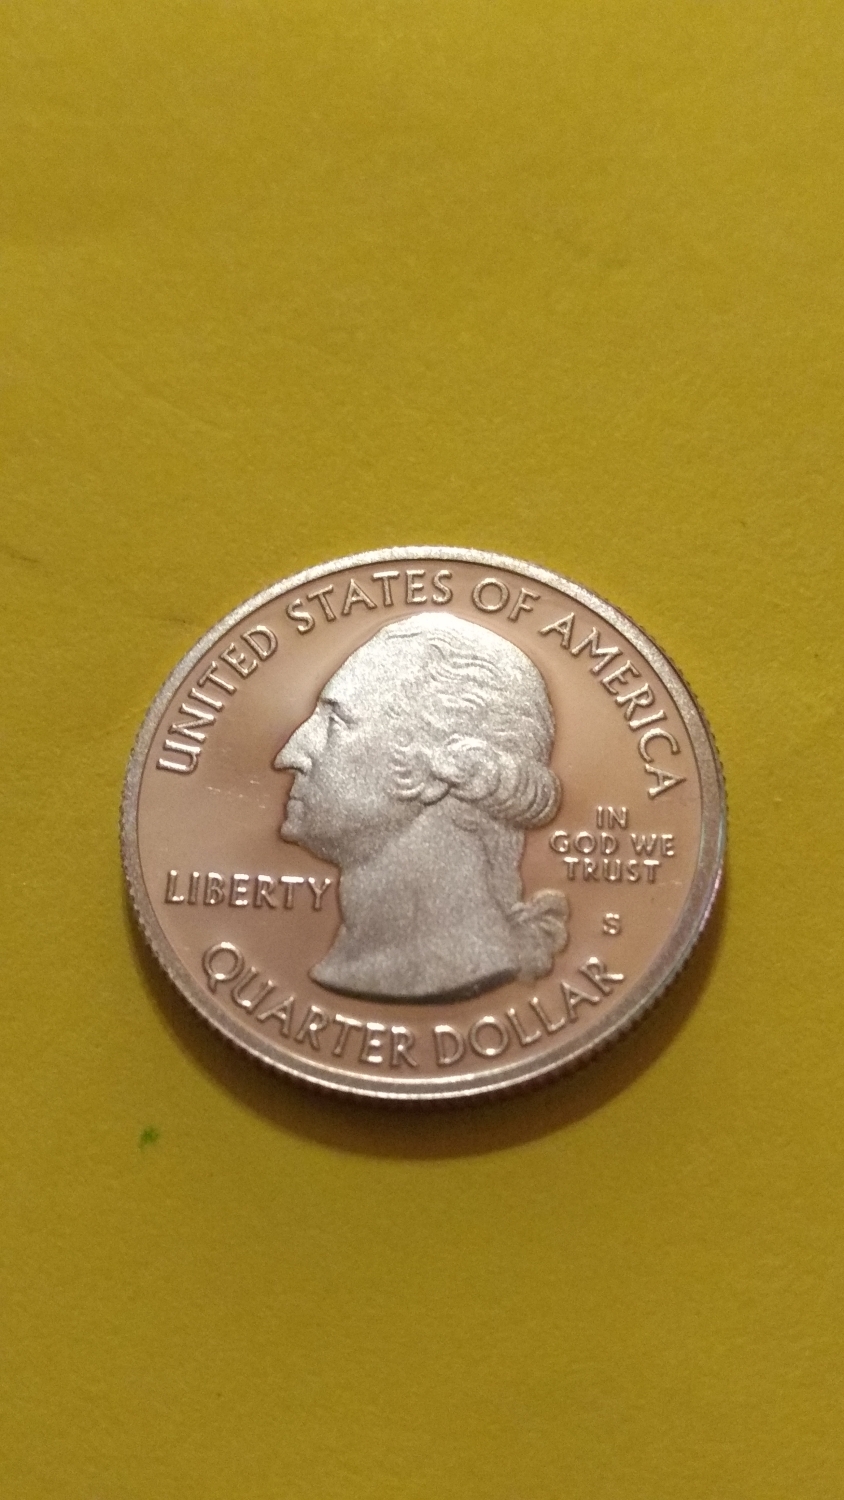 UNITED STATES OF AMERICA
LIBERTY
IN
GOD WE
TRUST
S
QUARTER DOLLAR